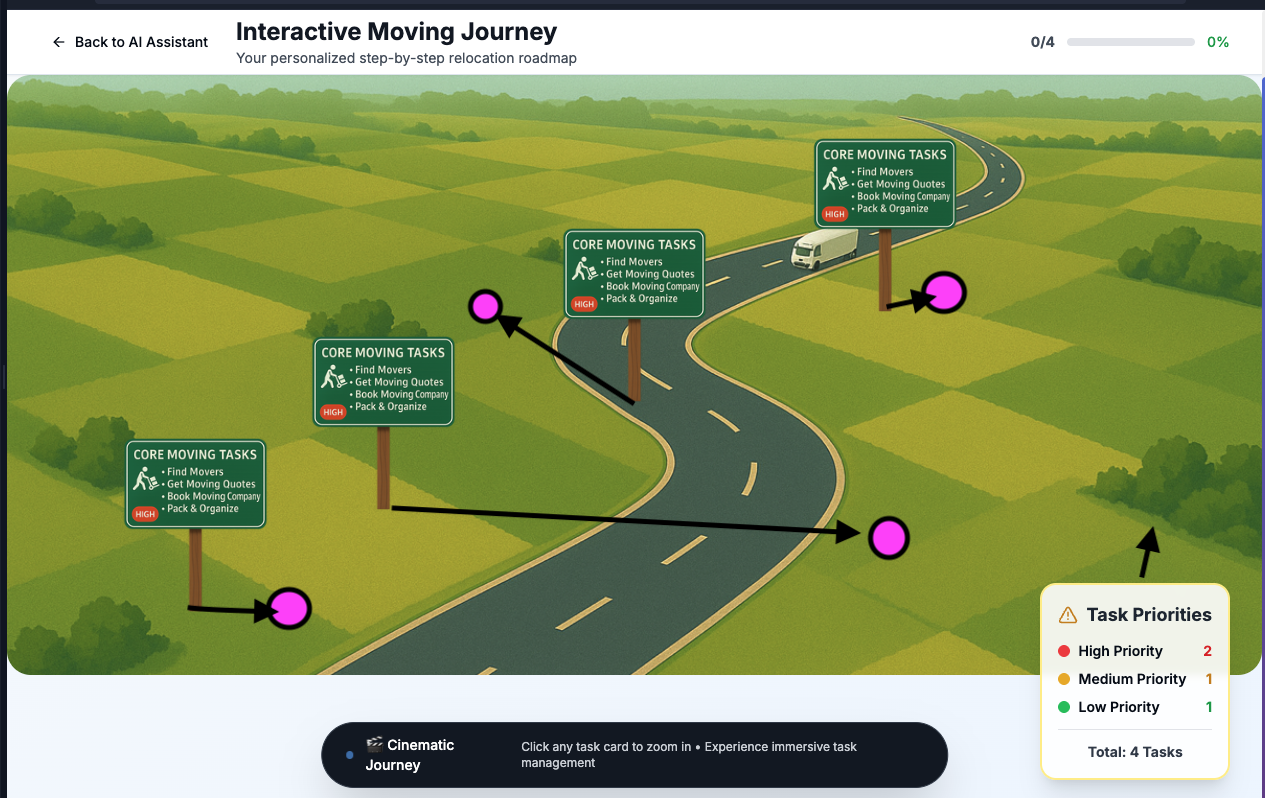 Back to AI Assistant
Interactive Moving Journey
Your personalized step-by-step relocation roadmap
0/4
0%
CORE MOVING TASKS
• Find Movers
• Get Moving Quotes
• Book Moving Company
• Pack & Organize
HIGH
CORE MOVING TASKS
• Find Movers
• Get Moving Quotes
• Book Moving Company
• Pack & Organize
HIGH
CORE MOVING TASKS
• Find Movers
• Get Moving Quotes
• Book Moving Company
• Pack & Organize
HIGH
CORE MOVING TASKS
• Find Movers
• Get Moving Quotes
• Book Moving Company
• Pack & Organize
HIGH
Task Priorities
High Priority 2
Medium Priority 1
Low Priority 1
Total: 4 Tasks
🎬 Cinematic
Journey
Click any task card to zoom in • Experience immersive task
management